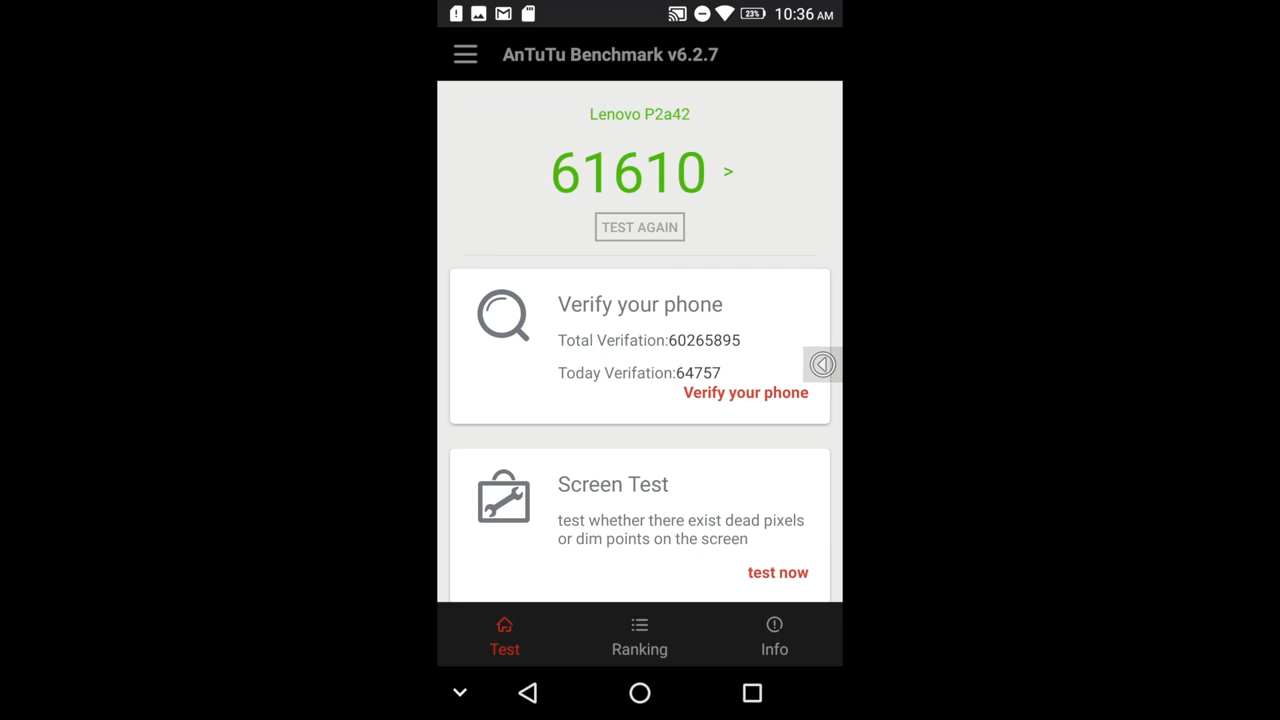 23% 10:36 AM
AnTuTu Benchmark v6.2.7
Lenovo P2a42
61610 >
TEST AGAIN
Verify your phone
Total Verifation:60265895
Today Verifation:64757
Verify your phone
Screen Test
test whether there exist dead pixels
or dim points on the screen
test now
Test Ranking Info